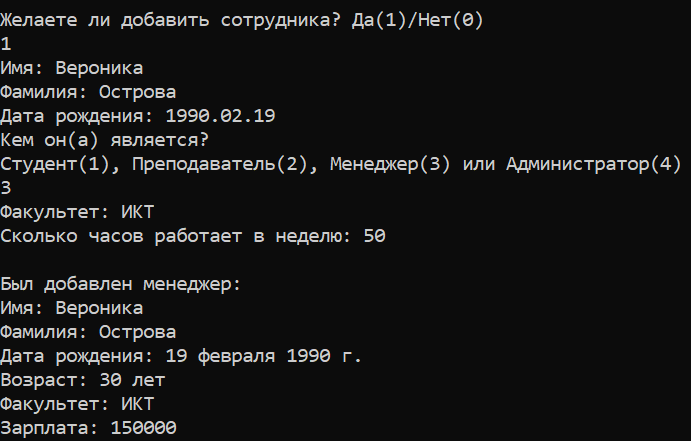 Желаете ли добавить сотрудника? Да(1)/Нет(0)
1
Имя: Вероника
Фамилия: Острова
Дата рождения: 1990.02.19
Кем он(а) является?
Студент(1), Преподаватель(2), Менеджер(3) или Администратор(4)
3
Факультет: ИКТ
Сколько часов работает в неделю: 50
Был добавлен менеджер:
Имя: Вероника
Фамилия: Острова
Дата рождения: 19 февраля 1990 г.
Возраст: 30 лет
Факультет: ИКТ
Зарплата: 150000